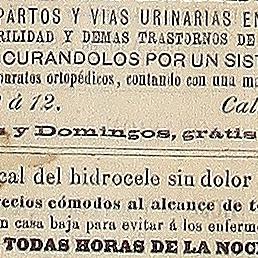 PARTOS Y VIAS URINARIAS EN
RILIDAD Y DEMAS TRASTORNOS DE
CURANDOLOS POR UN SIST
paratos ortopédicos, contando con una ma
á 12. Cal
y Domingos, grátis
cal del hidrocele sin dolor
recios cómodos al alcance de t
n casa baja para evitar á los enferme
TODAS HORAS DE LA NOC